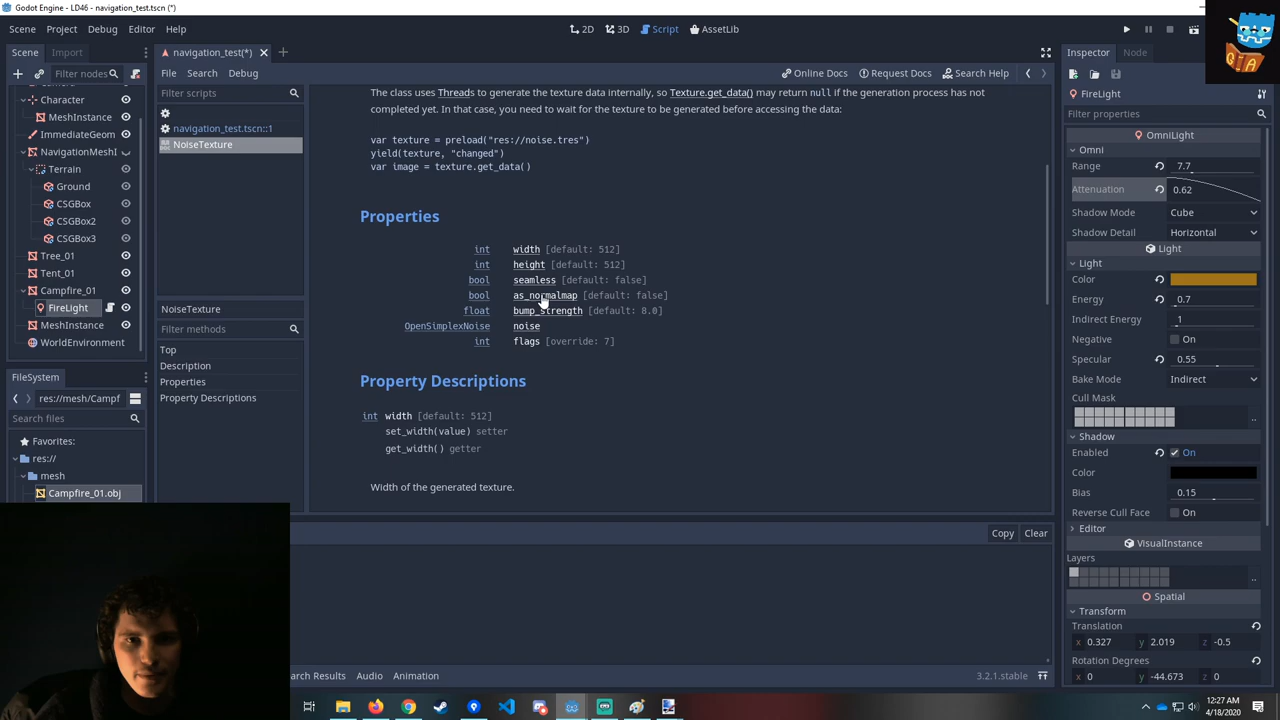 Godot Engine - LD46 - navigation_test.tscn (*)
Scene Project Debug Editor Help
2D 3D Script AssetLib
Scene Import
navigation_test(*)
Inspector Node
Filter nodes
File Search Debug
Online Docs Request Docs Search Help
Character
MeshInstance
ImmediateGeom
NavigationMeshI
Terrain
Ground
CSGBox
CSGBox2
CSGBox3
Tree_01
Tent_01
Campfire_01
FireLight
MeshInstance
WorldEnvironment
FileSystem
res://mesh/Campf
Search files
Favorites:
res://
mesh
Campfire_01.obj
Filter scripts
navigation_test.tscn::1
NoiseTexture
NoiseTexture
Filter methods
Top
Description
Properties
Property Descriptions
The class uses Threads to generate the texture data internally, so Texture.get_data() may return null if the generation process has not
completed yet. In that case, you need to wait for the texture to be generated before accessing the data:
var texture = preload("res://noise.tres")
yield(texture, "changed")
var image = texture.get_data()
Properties
int width [default: 512]
int height [default: 512]
bool seamless [default: false]
bool as_normalmap [default: false]
float bump_strength [default: 8.0]
OpenSimplexNoise noise
int flags [override: 7]
Property Descriptions
int width [default: 512]
set_width(value) setter
get_width() getter
Width of the generated texture.
Copy Clear
arch Results Audio Animation
3.2.1.stable
FireLight
Filter properties
OmniLight
Omni
Range 7.7
Attenuation 0.62
Shadow Mode Cube
Shadow Detail Horizontal
Light
Light
Color
Energy 0.7
Indirect Energy 1
Negative On
Specular 0.55
Bake Mode Indirect
Cull Mask
Shadow
Enabled On
Color
Bias 0.15
Reverse Cull Face On
Editor
VisualInstance
Layers
Spatial
Transform
Translation
x 0.327 y 2.019 z -0.5
Rotation Degrees
x 0 y -44.673 z 0
12:27 AM
4/18/2020